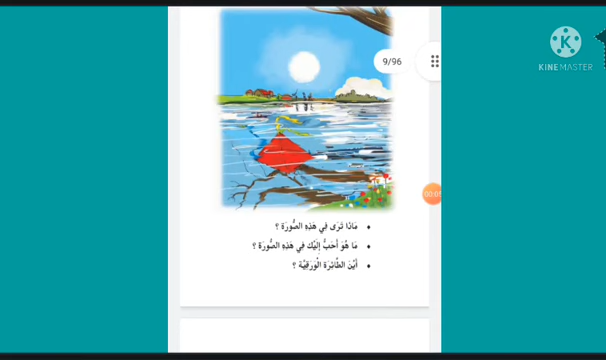 9/96
K
KINEMASTER
مَاذَا تَرَى فِي هَذِهِ الصُّورَة ؟
مَا هُوَ أَحَبُّ إِلَيْكَ فِي هَذِهِ الصُّورَة ؟
أَيْنَ الطَّائِرَة الْوَرَقِيَّة ؟